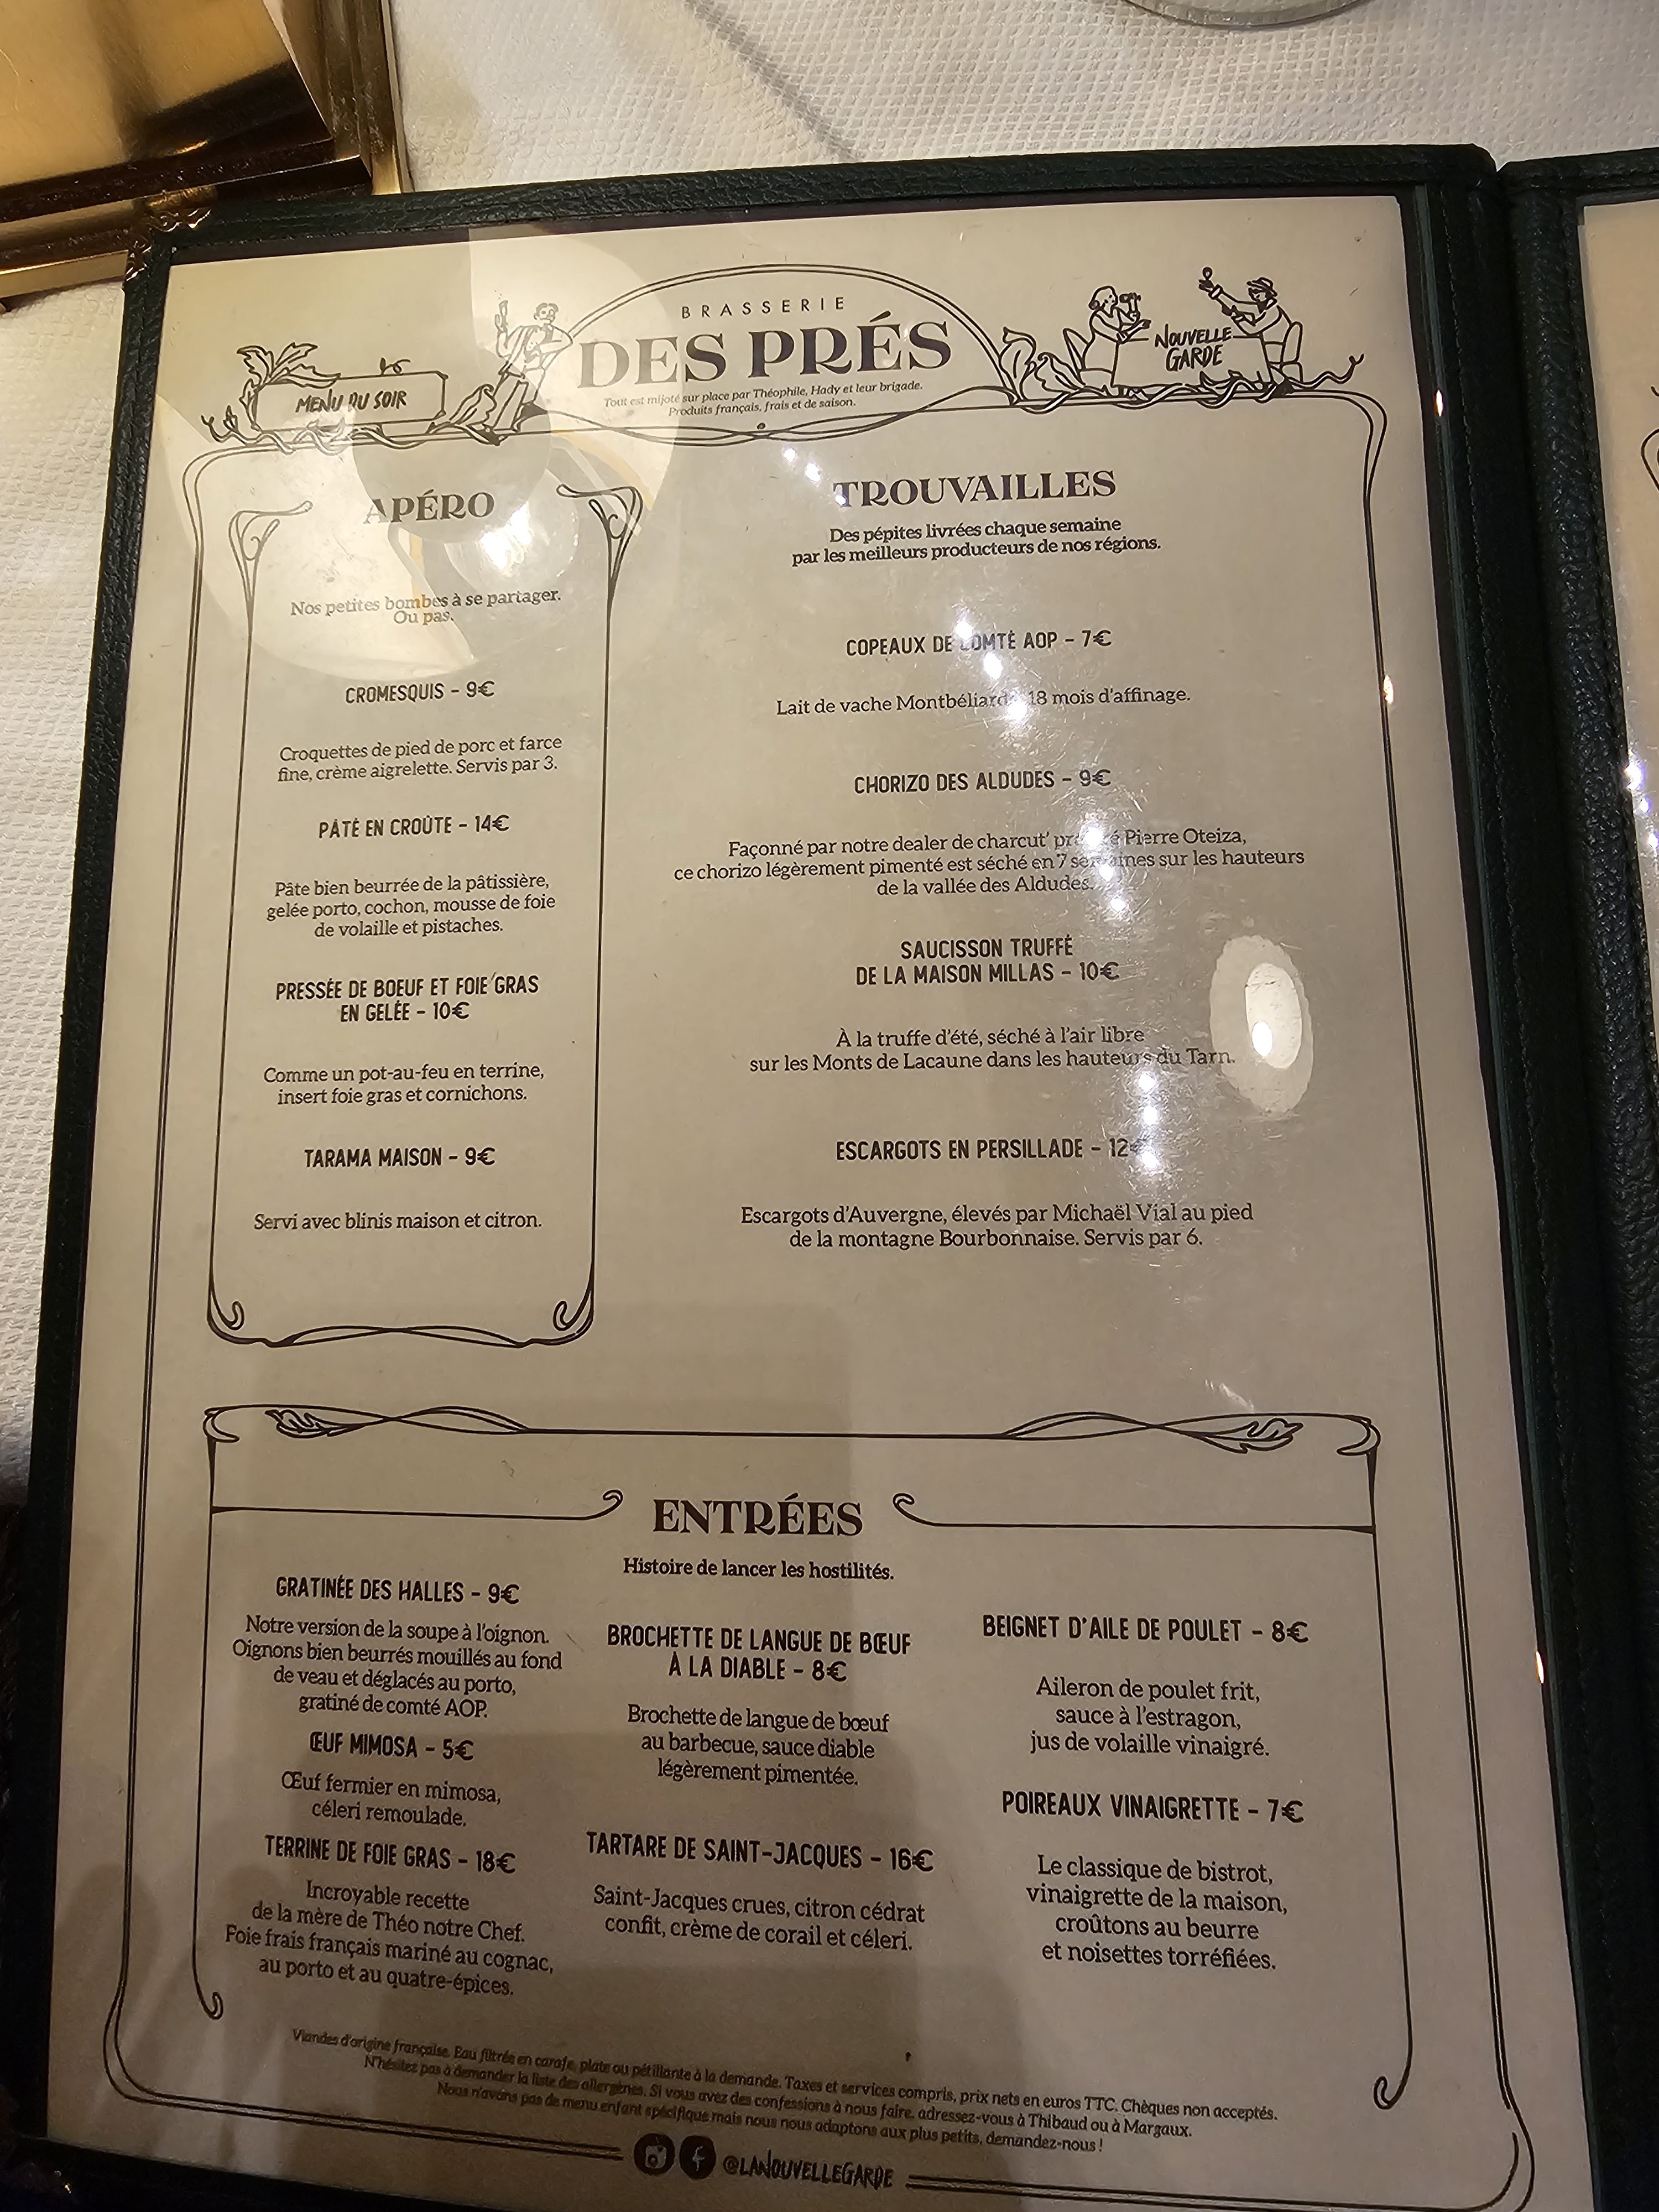 BRASSERIE
DES PRÉS
Tout est mijoté sur place par Théophile, Hady et leur brigade.
Produits français, frais et de saison.
MENU DU SOIR
NOUVELLE
GARDE
APÉRO
Nos petites bombes à se partager.
Ou pas.
CROMESQUIS - 9€
Croquettes de pied de porc et farce
fine, crème aigrelette. Servis par 3.
PÂTÉ EN CROÛTE - 14€
Pâte bien beurrée de la pâtissière,
gelée porto, cochon, mousse de foie
de volaille et pistaches.
PRESSÉE DE BOEUF ET FOIE GRAS
EN GELÉE - 10€
Comme un pot-au-feu en terrine,
insert foie gras et cornichons.
TARAMA MAISON - 9€
Servi avec blinis maison et citron.
TROUVAILLES
Des pépites livrées chaque semaine
par les meilleurs producteurs de nos régions.
COPEAUX DE COMTÉ AOP - 7€
Lait de vache Montbéliarde 18 mois d'affinage.
CHORIZO DES ALDUDES - 9€
Façonné par notre dealer de charcut' préféré Pierre Oteiza,
ce chorizo légèrement pimenté est séché en 7 semaines sur les hauteurs
de la vallée des Aldudes.
SAUCISSON TRUFFÉ
DE LA MAISON MILLAS - 10€
À la truffe d'été, séché à l'air libre
sur les Monts de Lacaune dans les hauteurs du Tarn.
ESCARGOTS EN PERSILLADE - 12€
Escargots d'Auvergne, élevés par Michaël Vial au pied
de la montagne Bourbonnaise. Servis par 6.
ENTRÉES
Histoire de lancer les hostilités.
GRATINÉE DES HALLES - 9€
Notre version de la soupe à l'oignon.
Oignons bien beurrés mouillés au fond
de veau et déglacés au porto,
gratiné de comté AOP.
ŒUF MIMOSA - 5€
Œuf fermier en mimosa,
céleri remoulade.
TERRINE DE FOIE GRAS - 18€
Incroyable recette
de la mère de Théo notre Chef.
Foie frais français mariné au cognac,
au porto et au quatre-épices.
BROCHETTE DE LANGUE DE BŒUF
À LA DIABLE - 8€
Brochette de langue de bœuf
au barbecue, sauce diable
légèrement pimentée.
TARTARE DE SAINT-JACQUES - 16€
Saint-Jacques crues, citron cédrat
confit, crème de corail et céleri.
BEIGNET D'AILE DE POULET - 8€
Aileron de poulet frit,
sauce à l'estragon,
jus de volaille vinaigré.
POIREAUX VINAIGRETTE - 7€
Le classique de bistrot,
vinaigrette de la maison,
croûtons au beurre
et noisettes torréfiées.
Viandes d'origine française. Eau filtrée en carafe, plate ou pétillante à la demande. Taxes et services compris, prix nets en euros TTC. Chèques non acceptés.
N'hésitez pas à demander la liste des allergènes. Si vous avez des confessions à nous faire, adressez-vous à Thibaud ou à Margaux.
Nous n'avons pas de menu enfant spécifique mais nous nous adaptons aux plus petits, demandez-nous !
@LANOUVELLEGARDE